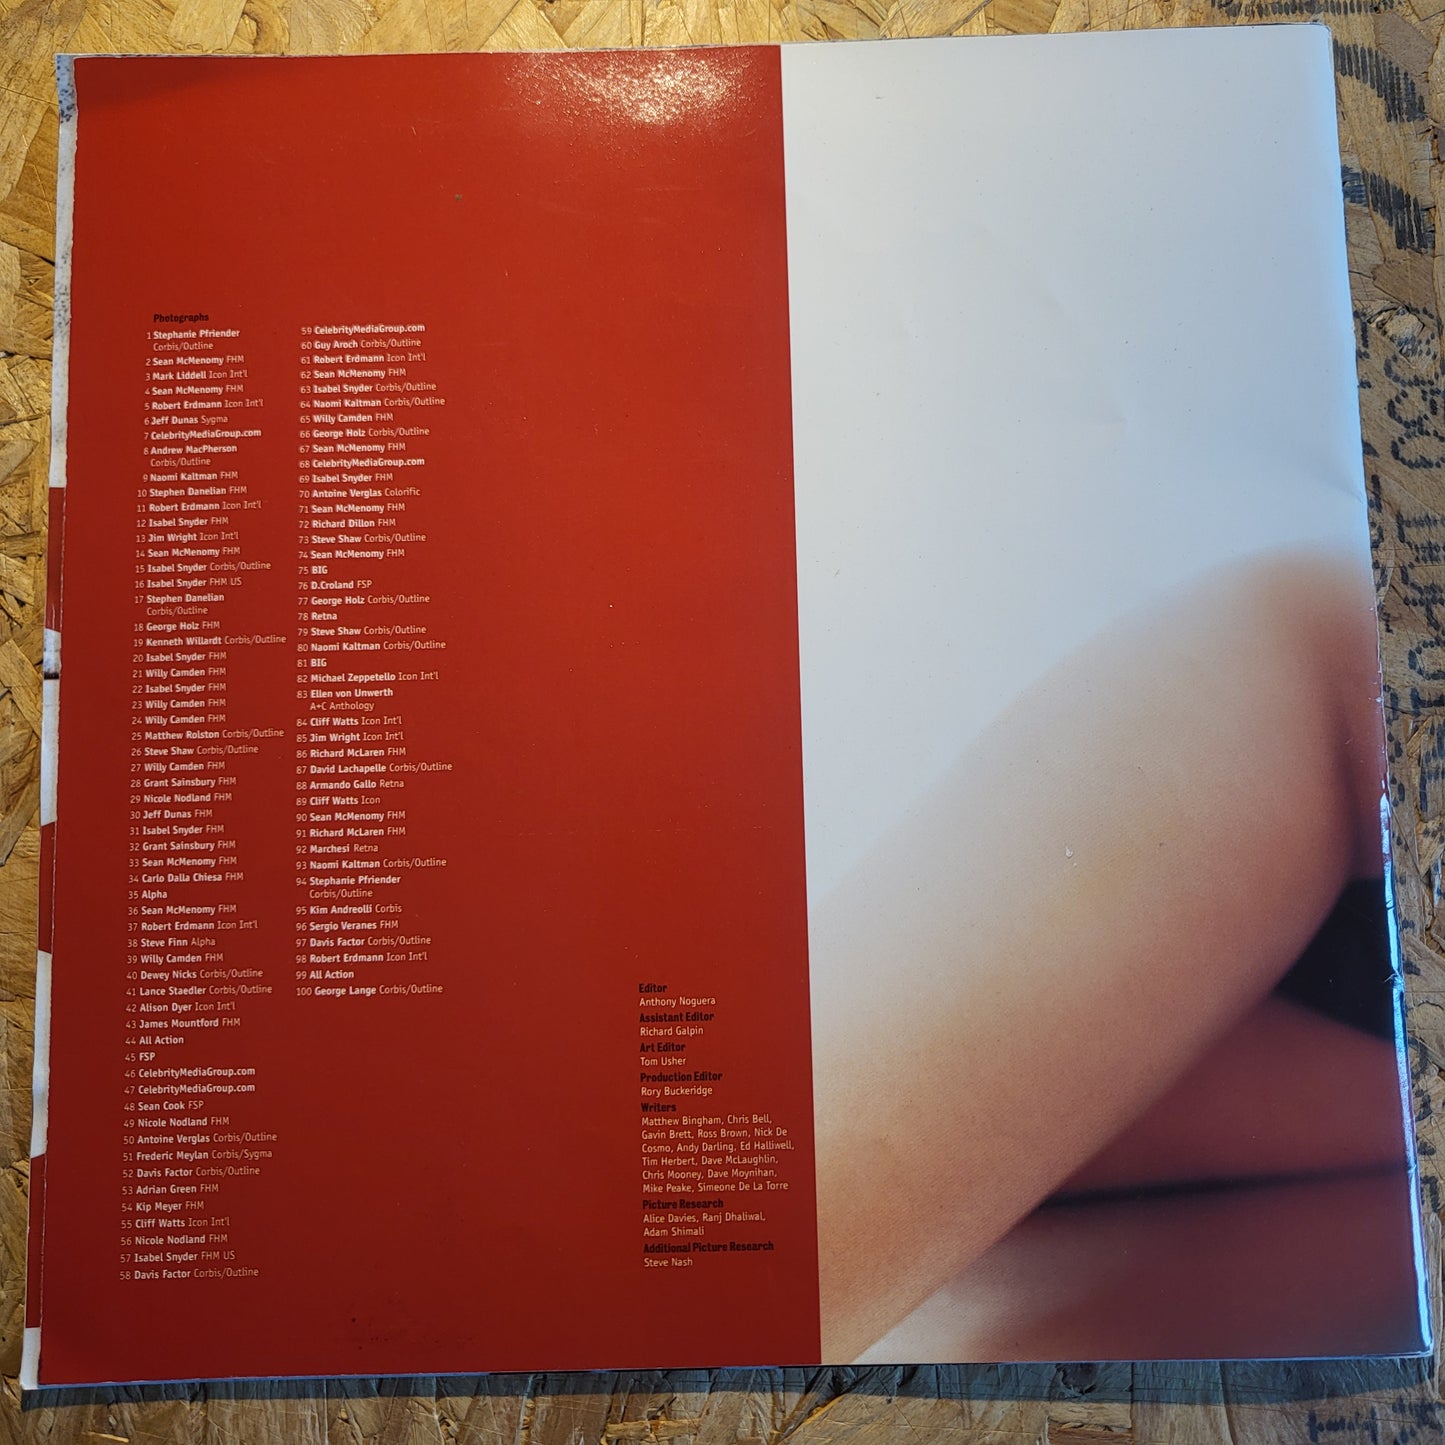 Photographs
1 Stephanie Pfriender
Corbis/Outline
2 Sean McMenomy FHM
3 Mark Liddell Icon Int'l
4 Sean McMenomy FHM
5 Robert Erdmann Icon Int'l
6 Jeff Dunas Sygma
7 CelebrityMediaGroup.com
8 Andrew MacPherson
Corbis/Outline
9 Naomi Kaltman FHM
10 Stephen Danelian FHM
11 Robert Erdmann Icon Int'l
12 Isabel Snyder FHM
13 Jim Wright Icon Int'l
14 Sean McMenomy FHM
15 Isabel Snyder Corbis/Outline
16 Isabel Snyder FHM US
17 Stephen Danelian
Corbis/Outline
18 George Holz FHM
19 Kenneth Willardt Corbis/Outline
20 Isabel Snyder FHM
21 Willy Camden FHM
22 Isabel Snyder FHM
23 Willy Camden FHM
24 Willy Camden FHM
25 Matthew Rolston Corbis/Outline
26 Steve Shaw Corbis/Outline
27 Willy Camden FHM
28 Grant Sainsbury FHM
29 Nicole Nodland FHM
30 Jeff Dunas FHM
31 Isabel Snyder FHM
32 Grant Sainsbury FHM
33 Sean McMenomy FHM
34 Carlo Dalla Chiesa FHM
35 Alpha
36 Sean McMenomy FHM
37 Robert Erdmann Icon Int'l
38 Steve Finn Alpha
39 Willy Camden FHM
40 Dewey Nicks Corbis/Outline
41 Lance Staedler Corbis/Outline
42 Alison Dyer Icon Int'l
43 James Mountford FHM
44 All Action
45 FSP
46 CelebrityMediaGroup.com
47 CelebrityMediaGroup.com
48 Sean Cook FSP
49 Nicole Nodland FHM
50 Antoine Verglas Corbis/Outline
51 Frederic Meylan Corbis/Sygma
52 Davis Factor Corbis/Outline
53 Adrian Green FHM
54 Kip Meyer FHM
55 Cliff Watts Icon Int'l
56 Nicole Nodland FHM
57 Isabel Snyder FHM US
58 Davis Factor Corbis/Outline
59 CelebrityMediaGroup.com
60 Guy Aroch Corbis/Outline
61 Robert Erdmann Icon Int'l
62 Sean McMenomy FHM
63 Isabel Snyder Corbis/Outline
64 Naomi Kaltman Corbis/Outline
65 Willy Camden FHM
66 George Holz Corbis/Outline
67 Sean McMenomy FHM
68 CelebrityMediaGroup.com
69 Isabel Snyder FHM
70 Antoine Verglas Colorific
71 Sean McMenomy FHM
72 Richard Dillon FHM
73 Steve Shaw Corbis/Outline
74 Sean McMenomy FHM
75 BIG
76 D.Croland FSP
77 George Holz Corbis/Outline
78 Retna
79 Steve Shaw Corbis/Outline
80 Naomi Kaltman Corbis/Outline
81 BIG
82 Michael Zeppetello Icon Int'l
83 Ellen von Unwerth
A+C Anthology
84 Cliff Watts Icon Int'l
85 Jim Wright Icon Int'l
86 Richard McLaren FHM
87 David Lachapelle Corbis/Outline
88 Armando Gallo Retna
89 Cliff Watts Icon
90 Sean McMenomy FHM
91 Richard McLaren FHM
92 Marchesi Retna
93 Naomi Kaltman Corbis/Outline
94 Stephanie Pfriender
Corbis/Outline
95 Kim Andreolli Corbis
96 Sergio Veranes FHM
97 Davis Factor Corbis/Outline
98 Robert Erdmann Icon Int'l
99 All Action
100 George Lange Corbis/Outline
Editor
Anthony Noguera
Assistant Editor
Richard Galpin
Art Editor
Tom Usher
Production Editor
Rory Buckeridge
Writers
Matthew Bingham, Chris Bell,
Gavin Brett, Ross Brown, Nick De
Cosmo, Andy Darling, Ed Halliwell,
Tim Herbert, Dave McLaughlin,
Chris Mooney, Dave Moynihan,
Mike Peake, Simeone De La Torre
Picture Research
Alice Davies, Ranj Dhaliwal,
Adam Shimali
Additional Picture Research
Steve Nash